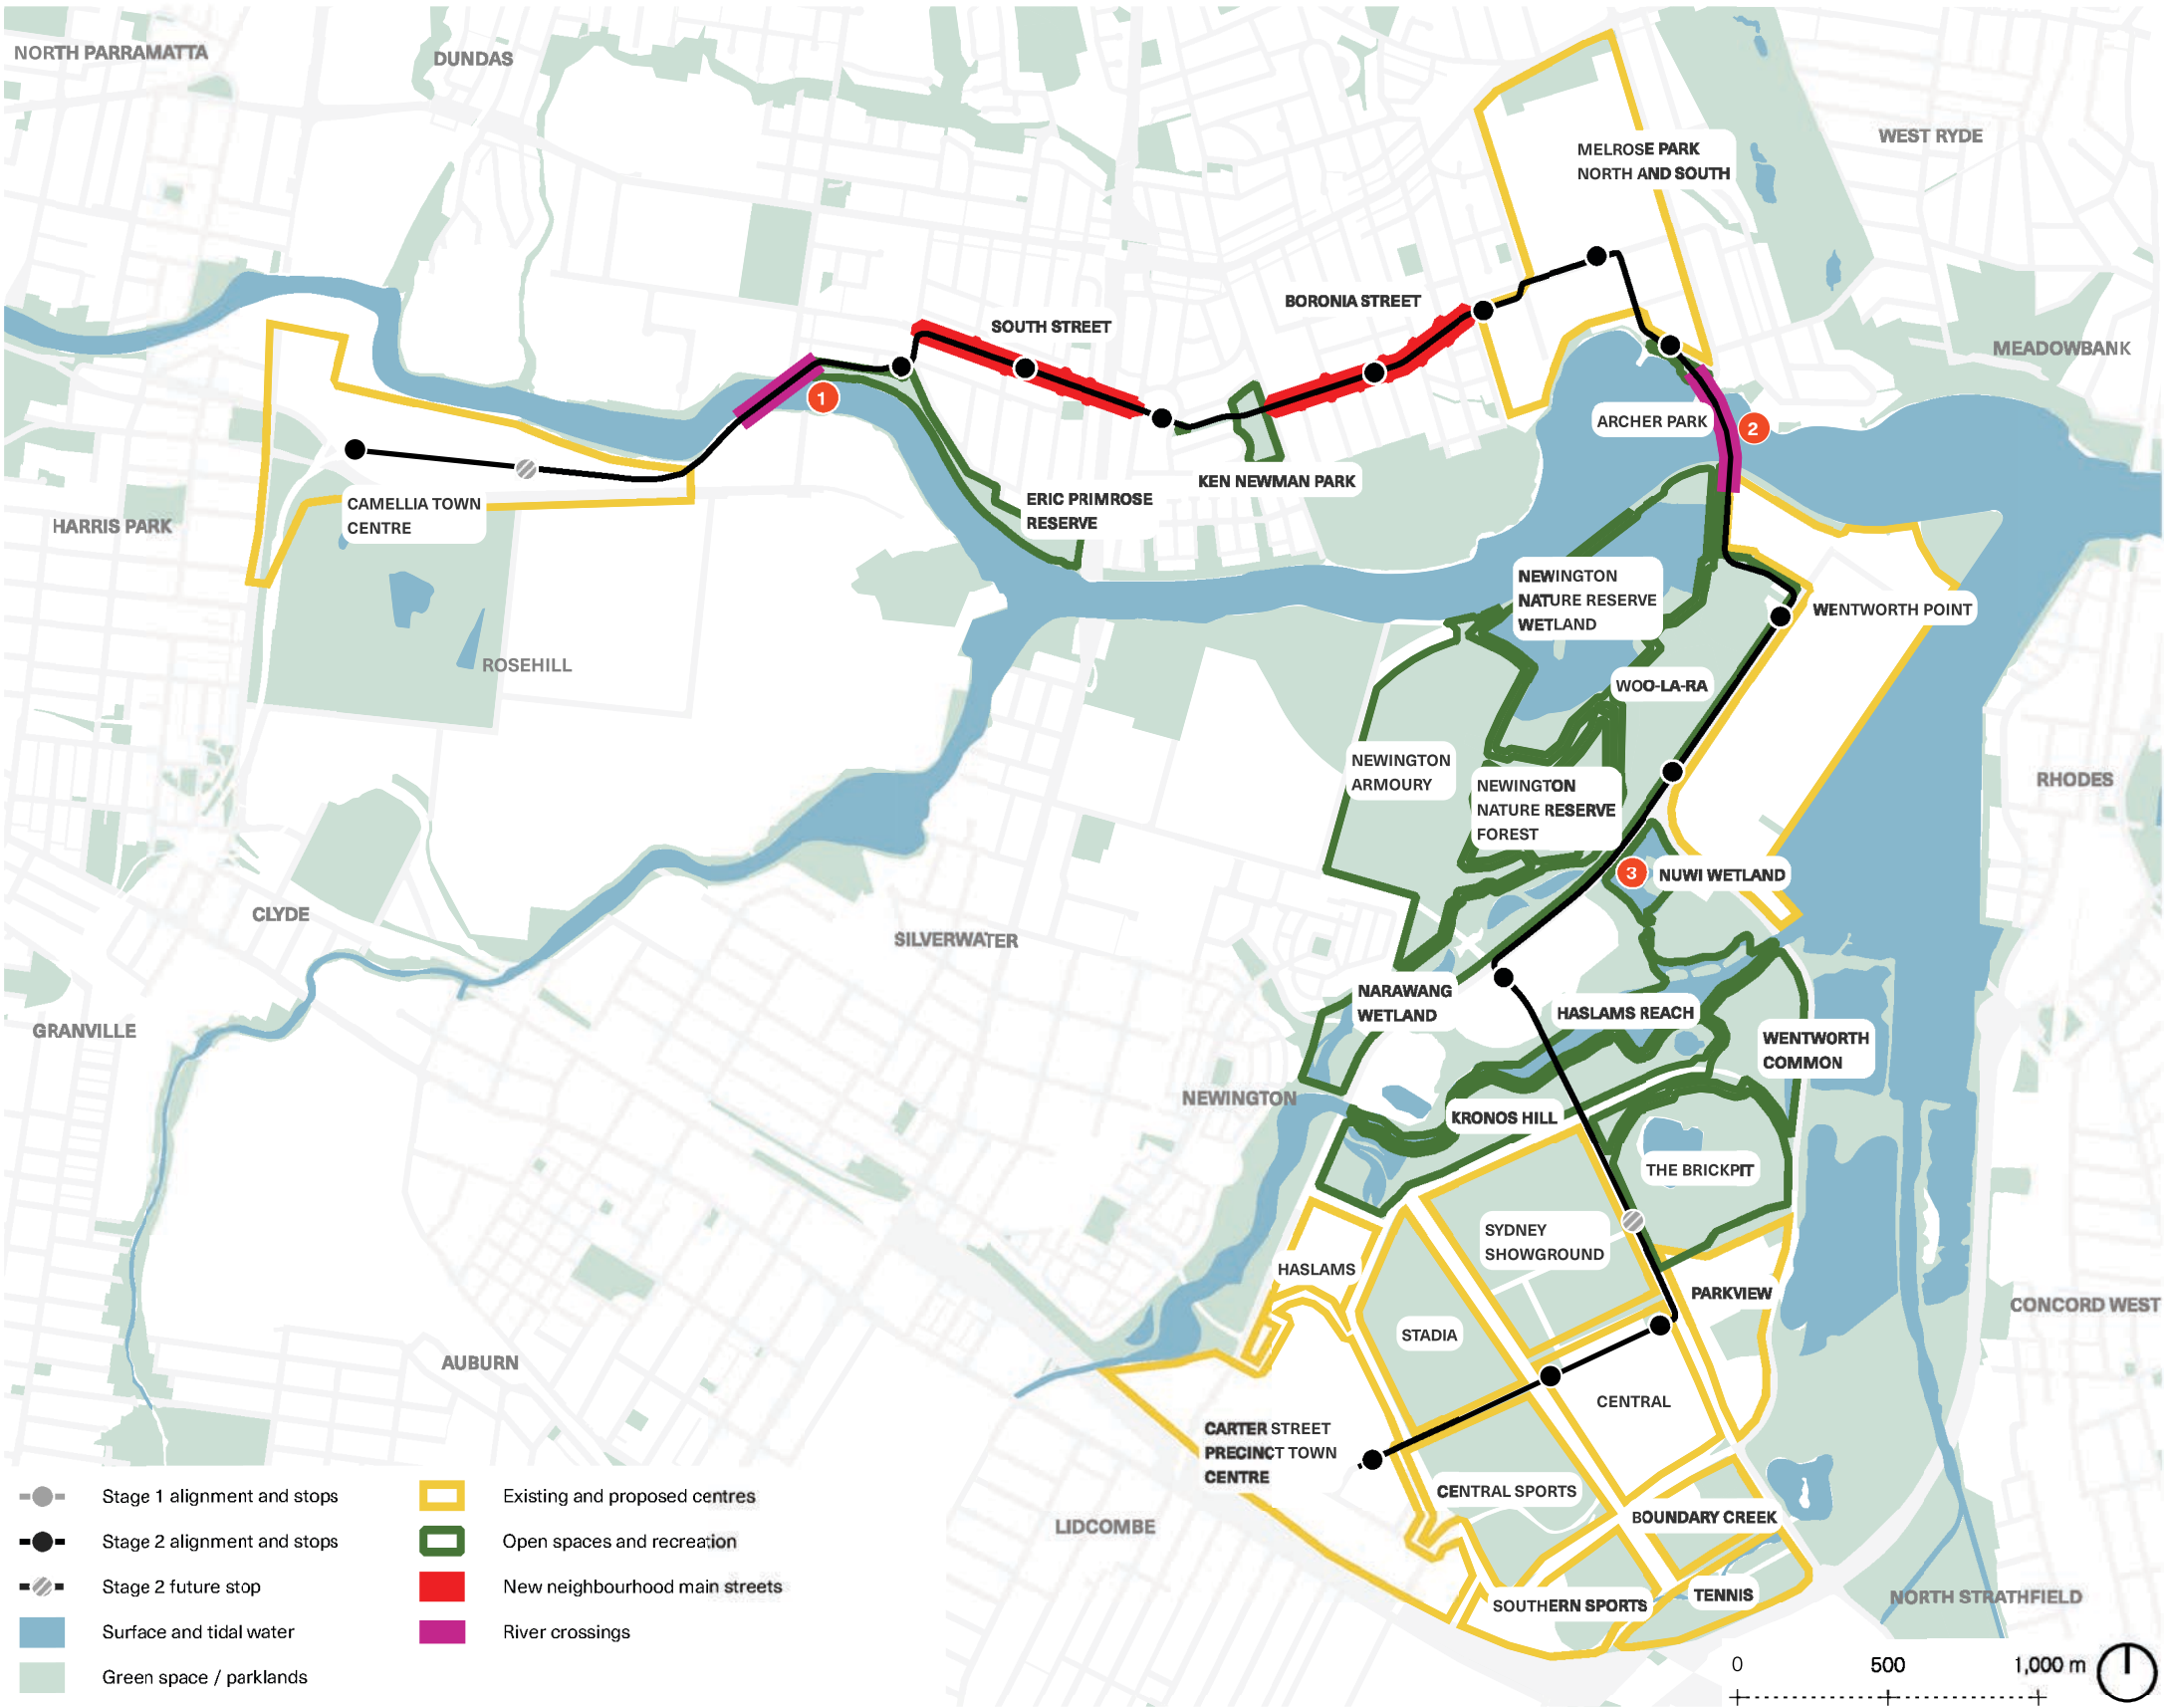 NORTH PARRAMATTA
DUNDAS
WEST RYDE
MELROSE PARK
NORTH AND SOUTH
BORONIA STREET
SOUTH STREET
MEADOWBANK
1
ARCHER PARK
2
KEN NEWMAN PARK
ERIC PRIMROSE
RESERVE
CAMELLIA TOWN
CENTRE
HARRIS PARK
NEWINGTON
NATURE RESERVE
WETLAND
WENTWORTH POINT
ROSEHILL
WOO-LA-RA
NEWINGTON
ARMOURY
NEWINGTON
NATURE RESERVE
FOREST
RHODES
3
NUWI WETLAND
CLYDE
SILVERWATER
NARAWANG
WETLAND
HASLAMS REACH
GRANVILLE
WENTWORTH
COMMON
NEWINGTON
KRONOS HILL
THE BRICKPIT
SYDNEY
SHOWGROUND
HASLAMS
PARKVIEW
CONCORD WEST
STADIA
AUBURN
CENTRAL
CARTER STREET
PRECINCT TOWN
CENTRE
CENTRAL SPORTS
BOUNDARY CREEK
LIDCOMBE
TENNIS
SOUTHERN SPORTS
NORTH STRATHFIELD
Stage 1 alignment and stops
Stage 2 alignment and stops
Stage 2 future stop
Surface and tidal water
Green space / parklands
Existing and proposed centres
Open spaces and recreation
New neighbourhood main streets
River crossings
0 500 1,000 m